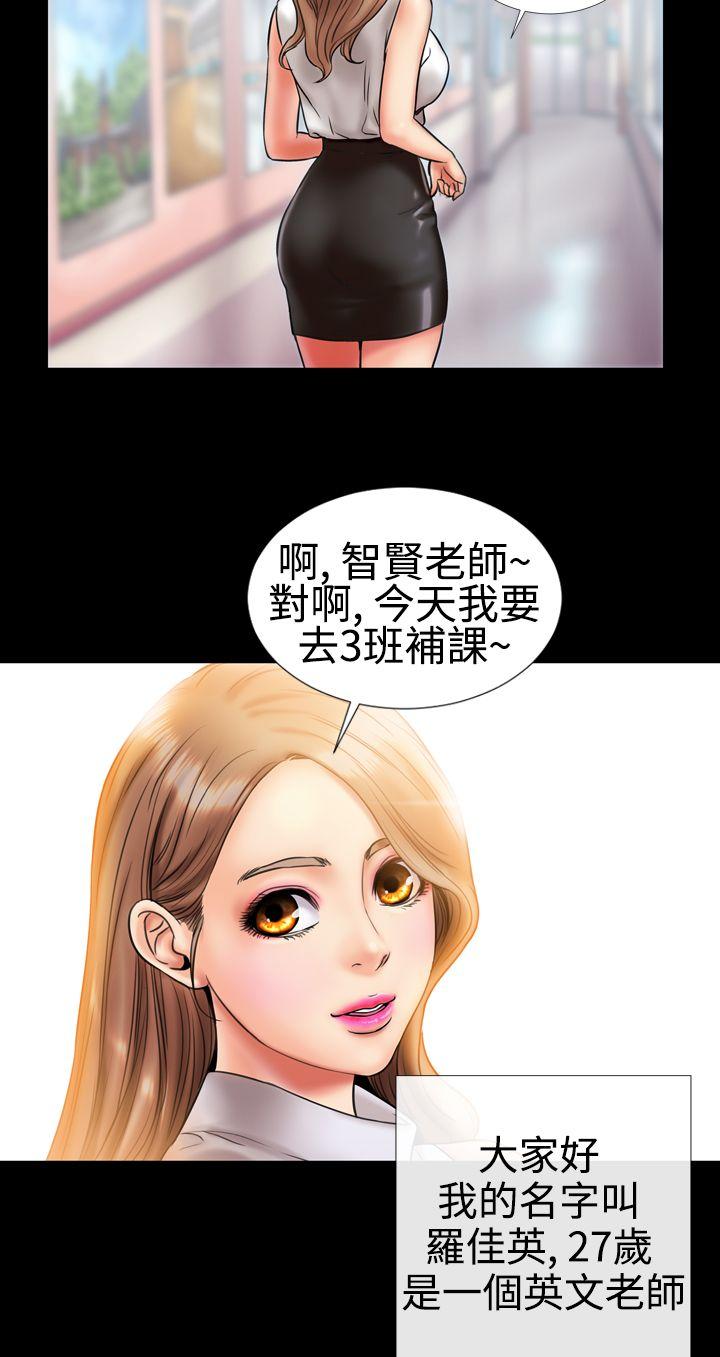 啊, 智賢老師~
對啊, 今天我要
去3班補課~
大家好
我的名字叫
羅佳英, 27歲
是一個英文老師